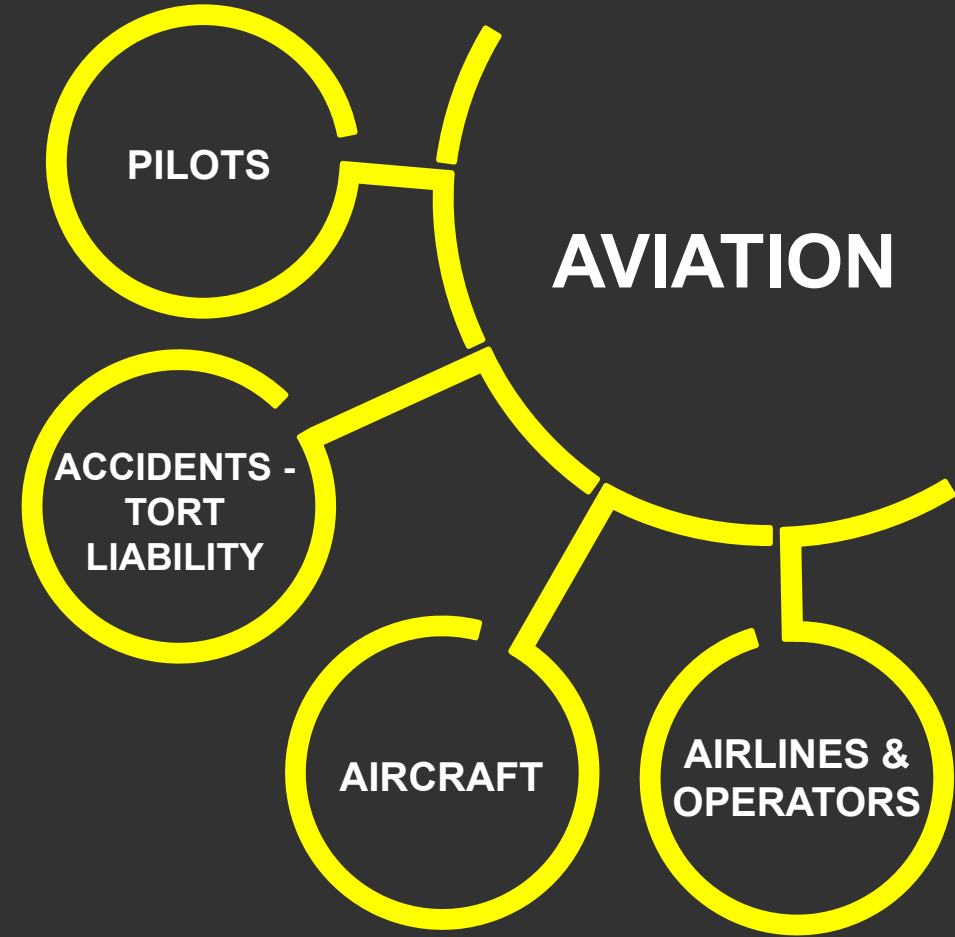 PILOTS
AVIATION
ACCIDENTS -
TORT
LIABILITY
AIRCRAFT
AIRLINES &
OPERATORS